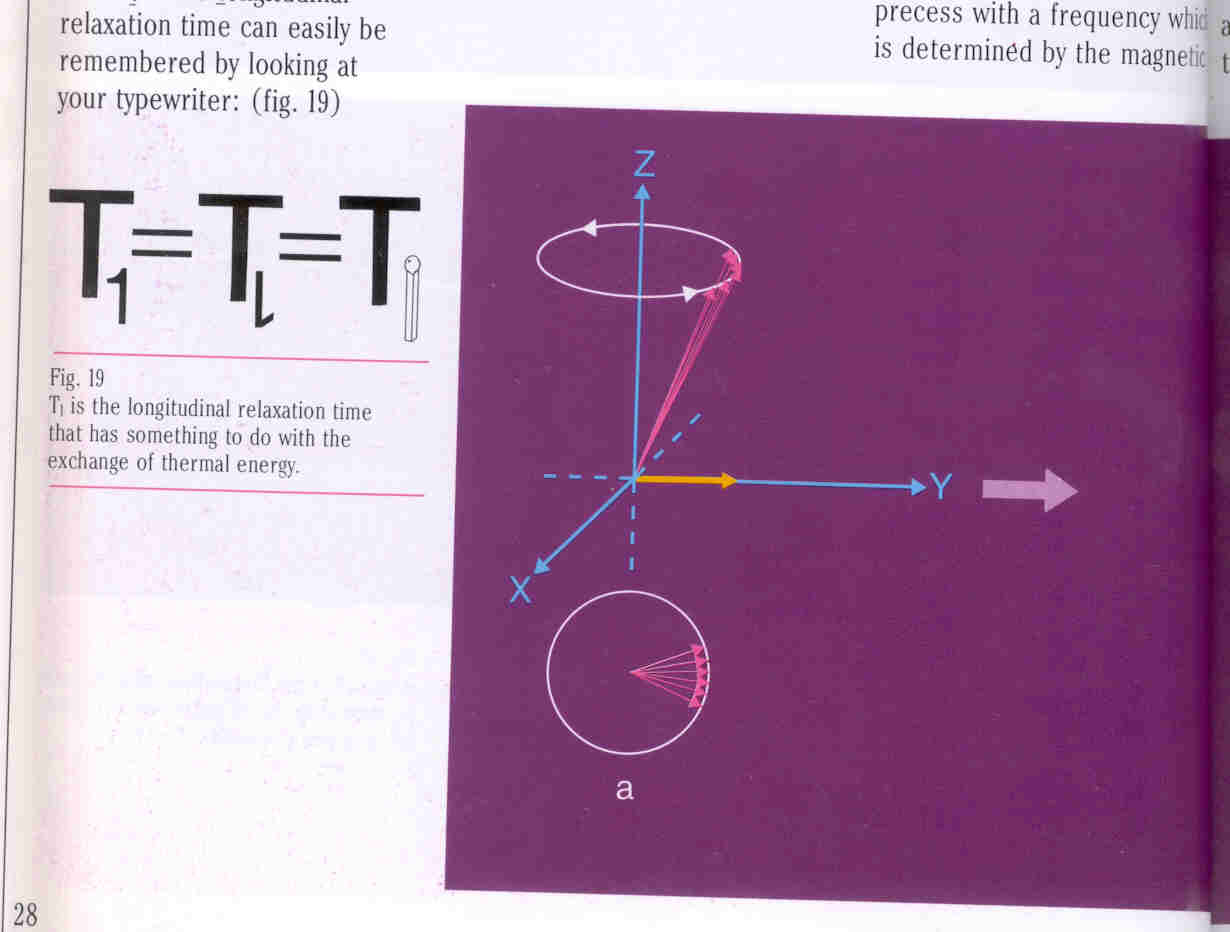 relaxation time can easily be
remembered by looking at
your typewriter: (fig. 19)
T1=Tl=T
Fig. 19
T1 is the longitudinal relaxation time
that has something to do with the
exchange of thermal energy.
28
precess with a frequency which
is determined by the magnetic
Z
Y
X
a